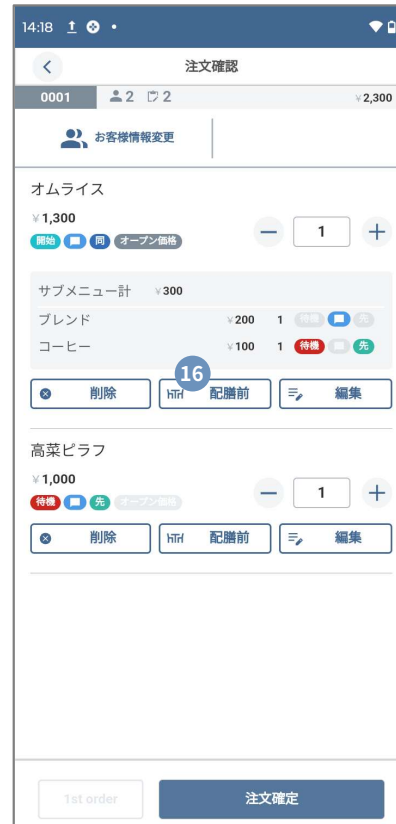 14:18
注文確認
0001 2 2 ¥2,300
お客様情報変更
オムライス
¥1,300
開始 同 オープン価格
1
サブメニュー計 ¥300
ブレンド ¥200 1 待機 先
コーヒー ¥100 1 待機 先
16
削除 配膳前 編集
高菜ピラフ
¥1,000
待機 先 オープン価格
1
削除 配膳前 編集
1st order 注文確定